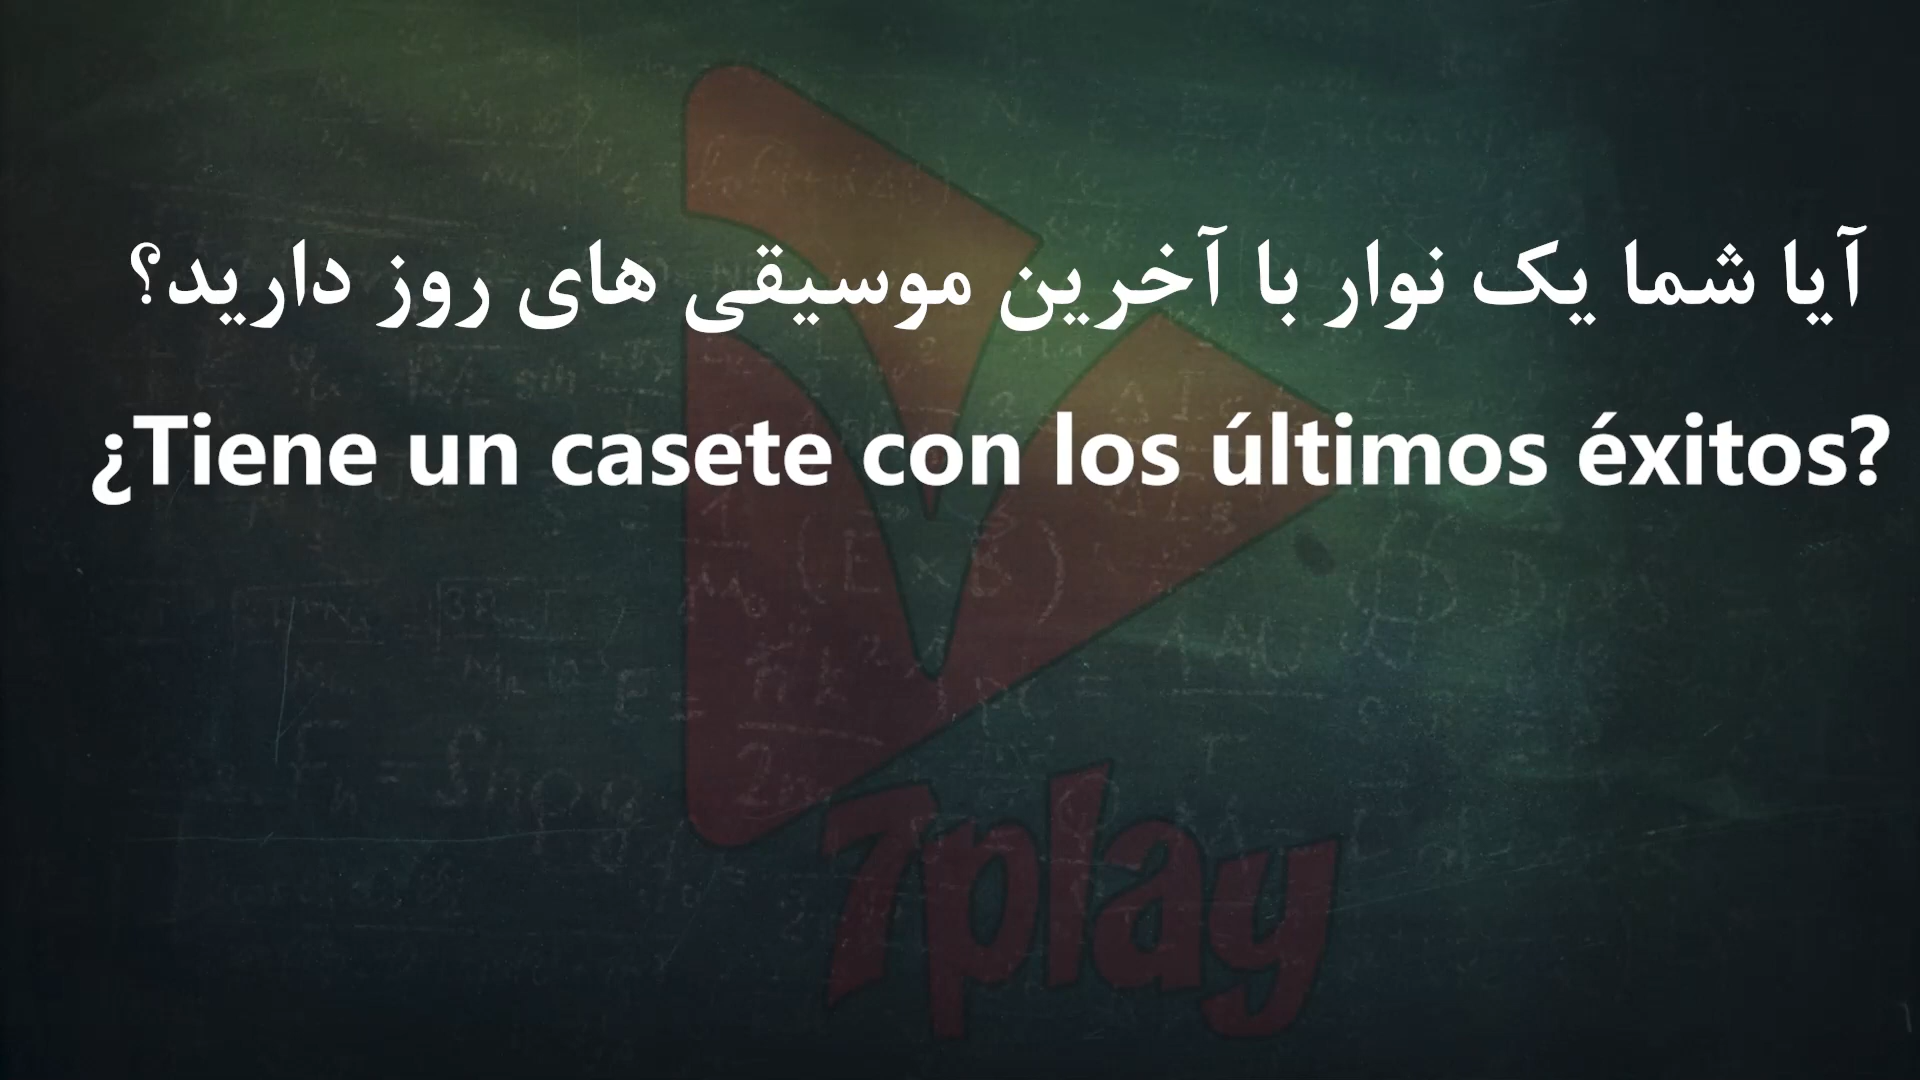 آیا شما یک نوار با آخرین موسیقی های روز دارید؟
¿Tiene un casete con los últimos éxitos?
7play